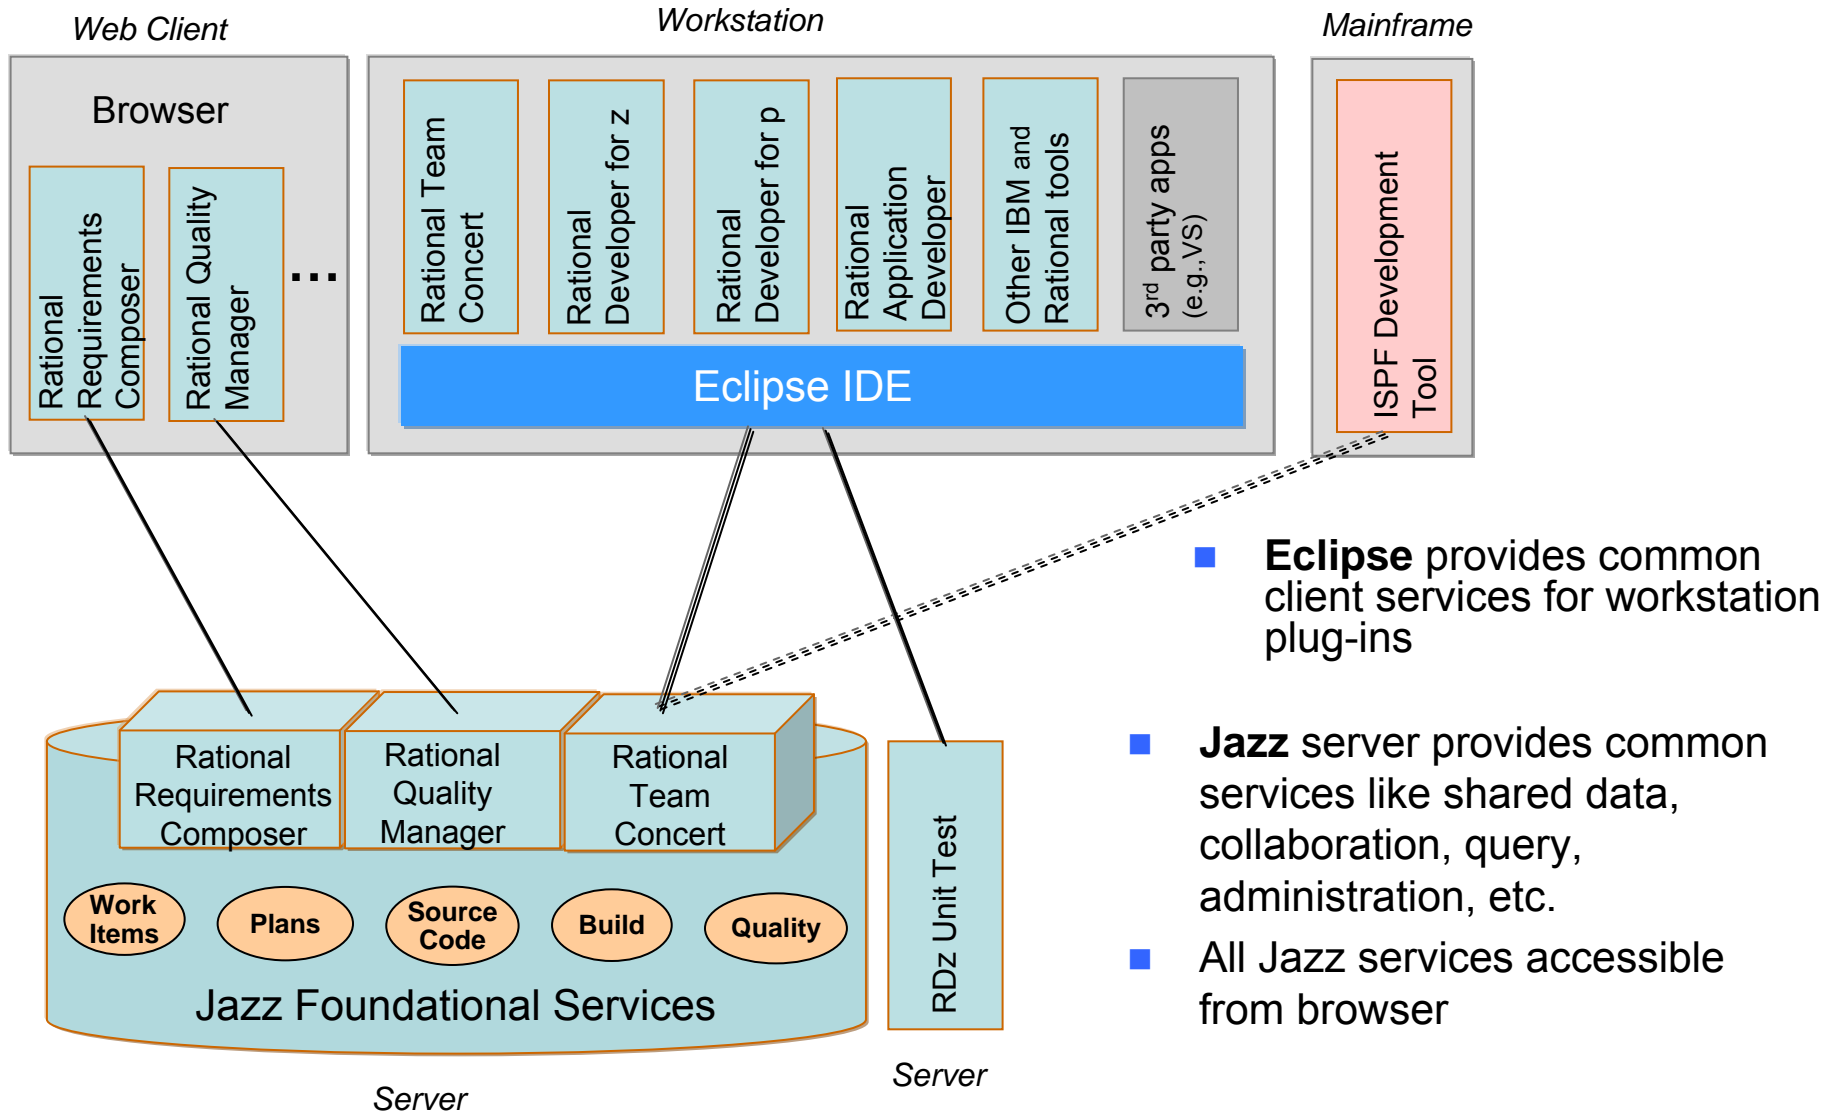 Web Client
Workstation
Mainframe
Browser
Rational
Requirements
Composer
Rational Quality
Manager
...
Rational Team
Concert
Rational
Developer for z
Rational
Developer for p
Rational
Application
Developer
Other IBM and
Rational tools
3rd party apps
(e.g.,VS)
Eclipse IDE
ISPF Development
Tool
■ Eclipse provides common
client services for workstation
plug-ins
■ Jazz server provides common
services like shared data,
collaboration, query,
administration, etc.
■ All Jazz services accessible
from browser
Rational
Requirements
Composer
Rational
Quality
Manager
Rational
Team
Concert
Work
Items
Plans
Source
Code
Build
Quality
Jazz Foundational Services
RDz Unit Test
Server
Server